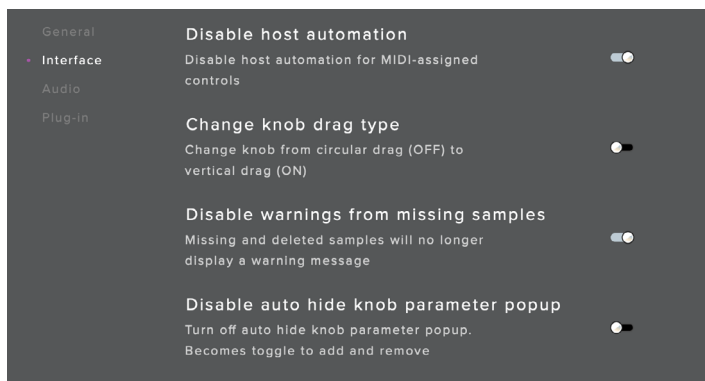 General
Interface
Audio
Plug-in
Disable host automation
Disable host automation for MIDI-assigned
controls
Change knob drag type
Change knob from circular drag (OFF) to
vertical drag (ON)
Disable warnings from missing samples
Missing and deleted samples will no longer
display a warning message
Disable auto hide knob parameter popup
Turn off auto hide knob parameter popup.
Becomes toggle to add and remove